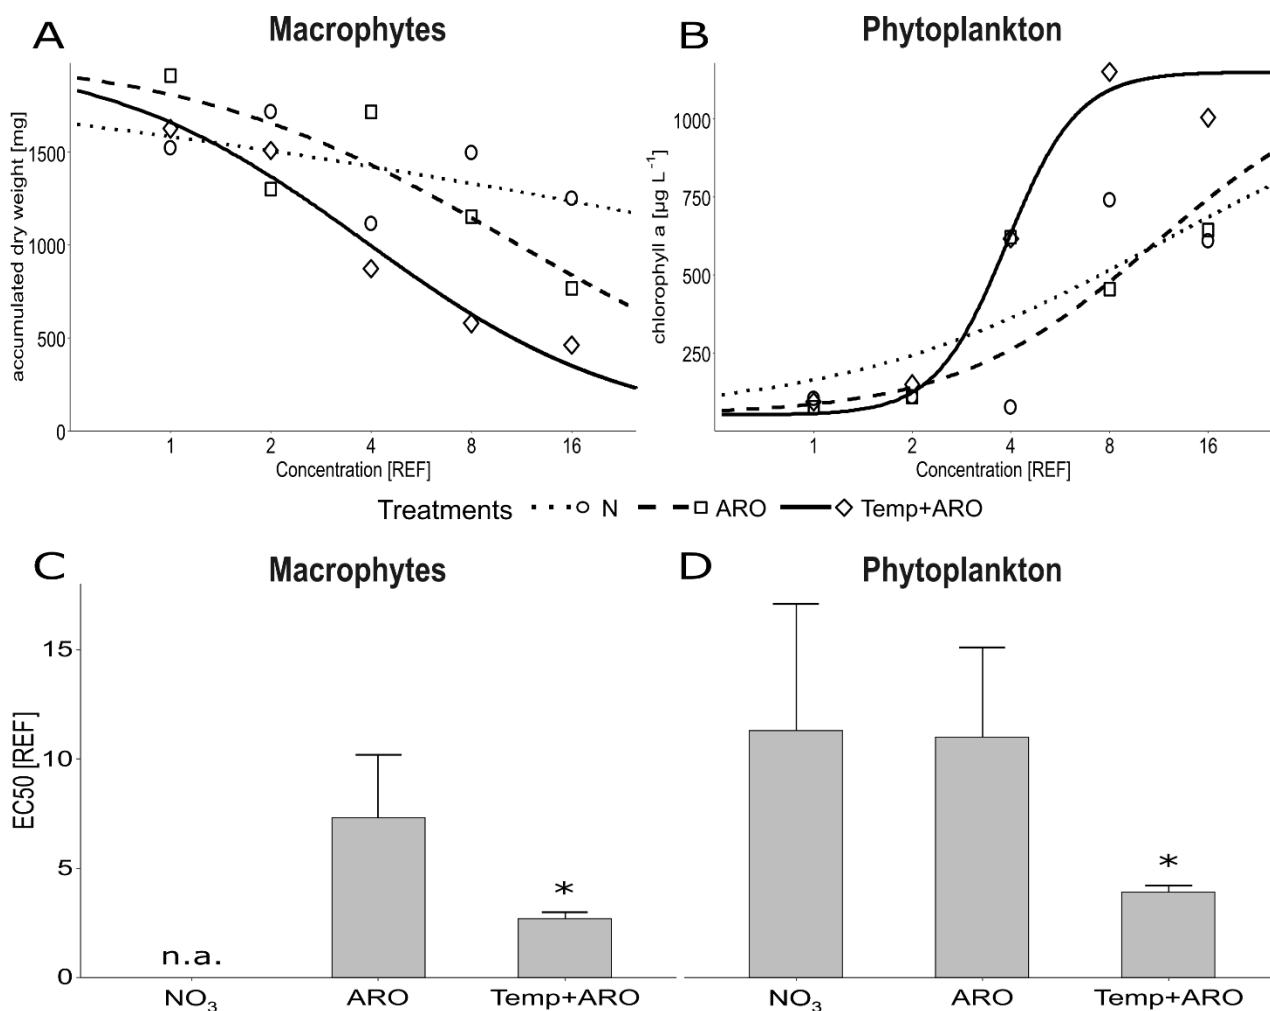 A Macrophytes
accumulated dry weight [mg]
1500
1000
500
0
1 2 4 8 16
Concentration [REF]
B Phytoplankton
chlorophyll a [µg L⁻¹]
1000
750
500
250
1 2 4 8 16
Concentration [REF]
Treatments N ARO Temp+ARO
C Macrophytes
EC50 [REF]
15
10
5
0
n.a.
*
NO₃ ARO Temp+ARO
D Phytoplankton
*
NO₃ ARO Temp+ARO